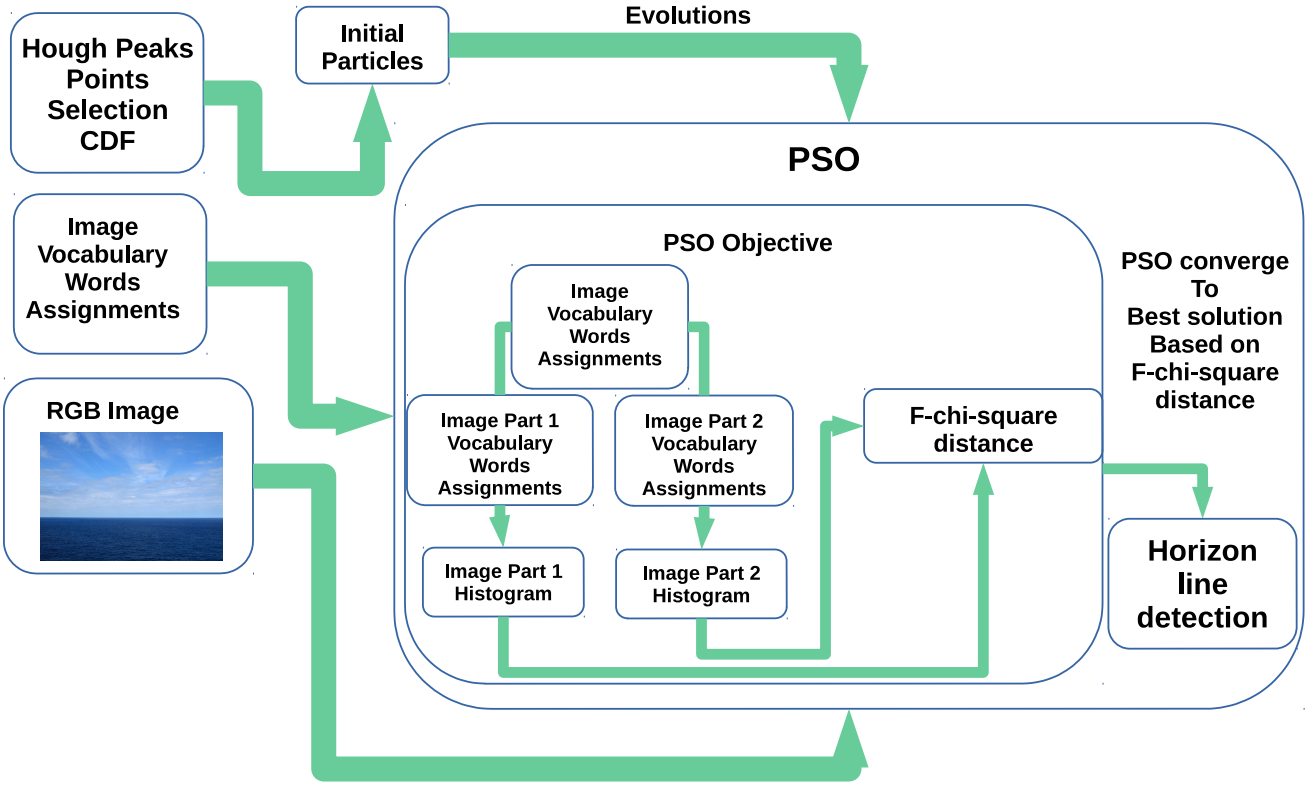 Hough Peaks
Points
Selection
CDF
Initial
Particles
Evolutions
Image
Vocabulary
Words
Assignments
RGB Image
PSO
PSO Objective
Image
Vocabulary
Words
Assignments
Image Part 1
Vocabulary
Words
Assignments
Image Part 2
Vocabulary
Words
Assignments
Image Part 1
Histogram
Image Part 2
Histogram
F-chi-square
distance
PSO converge
To
Best solution
Based on
F-chi-square
distance
Horizon
line
detection